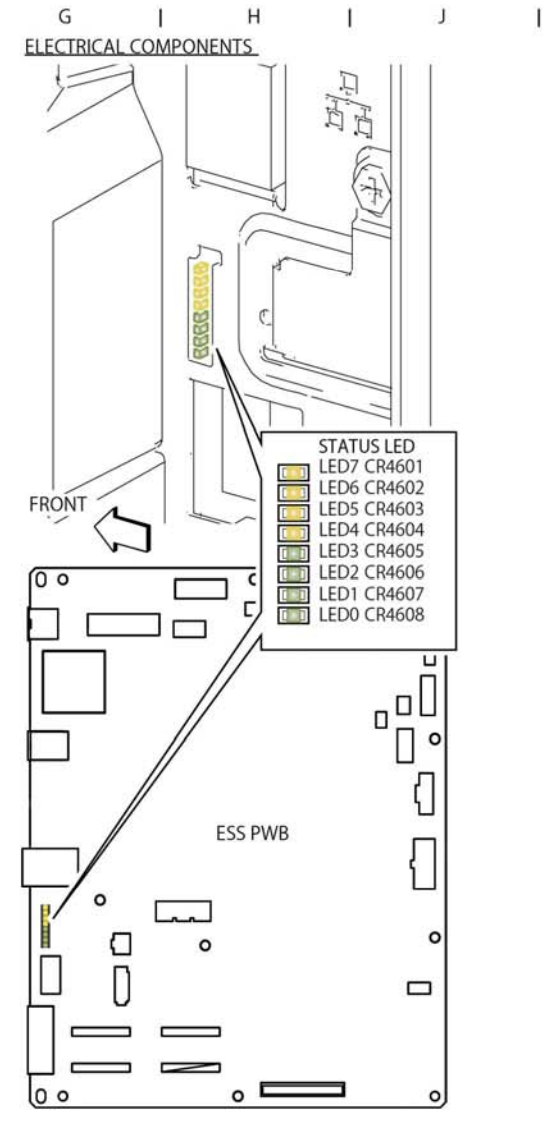 G | H | J |
ELECTRICAL COMPONENTS
STATUS LED
LED7 CR4601
LED6 CR4602
LED5 CR4603
LED4 CR4604
LED3 CR4605
LED2 CR4606
LED1 CR4607
LED0 CR4608
FRONT
ESS PWB